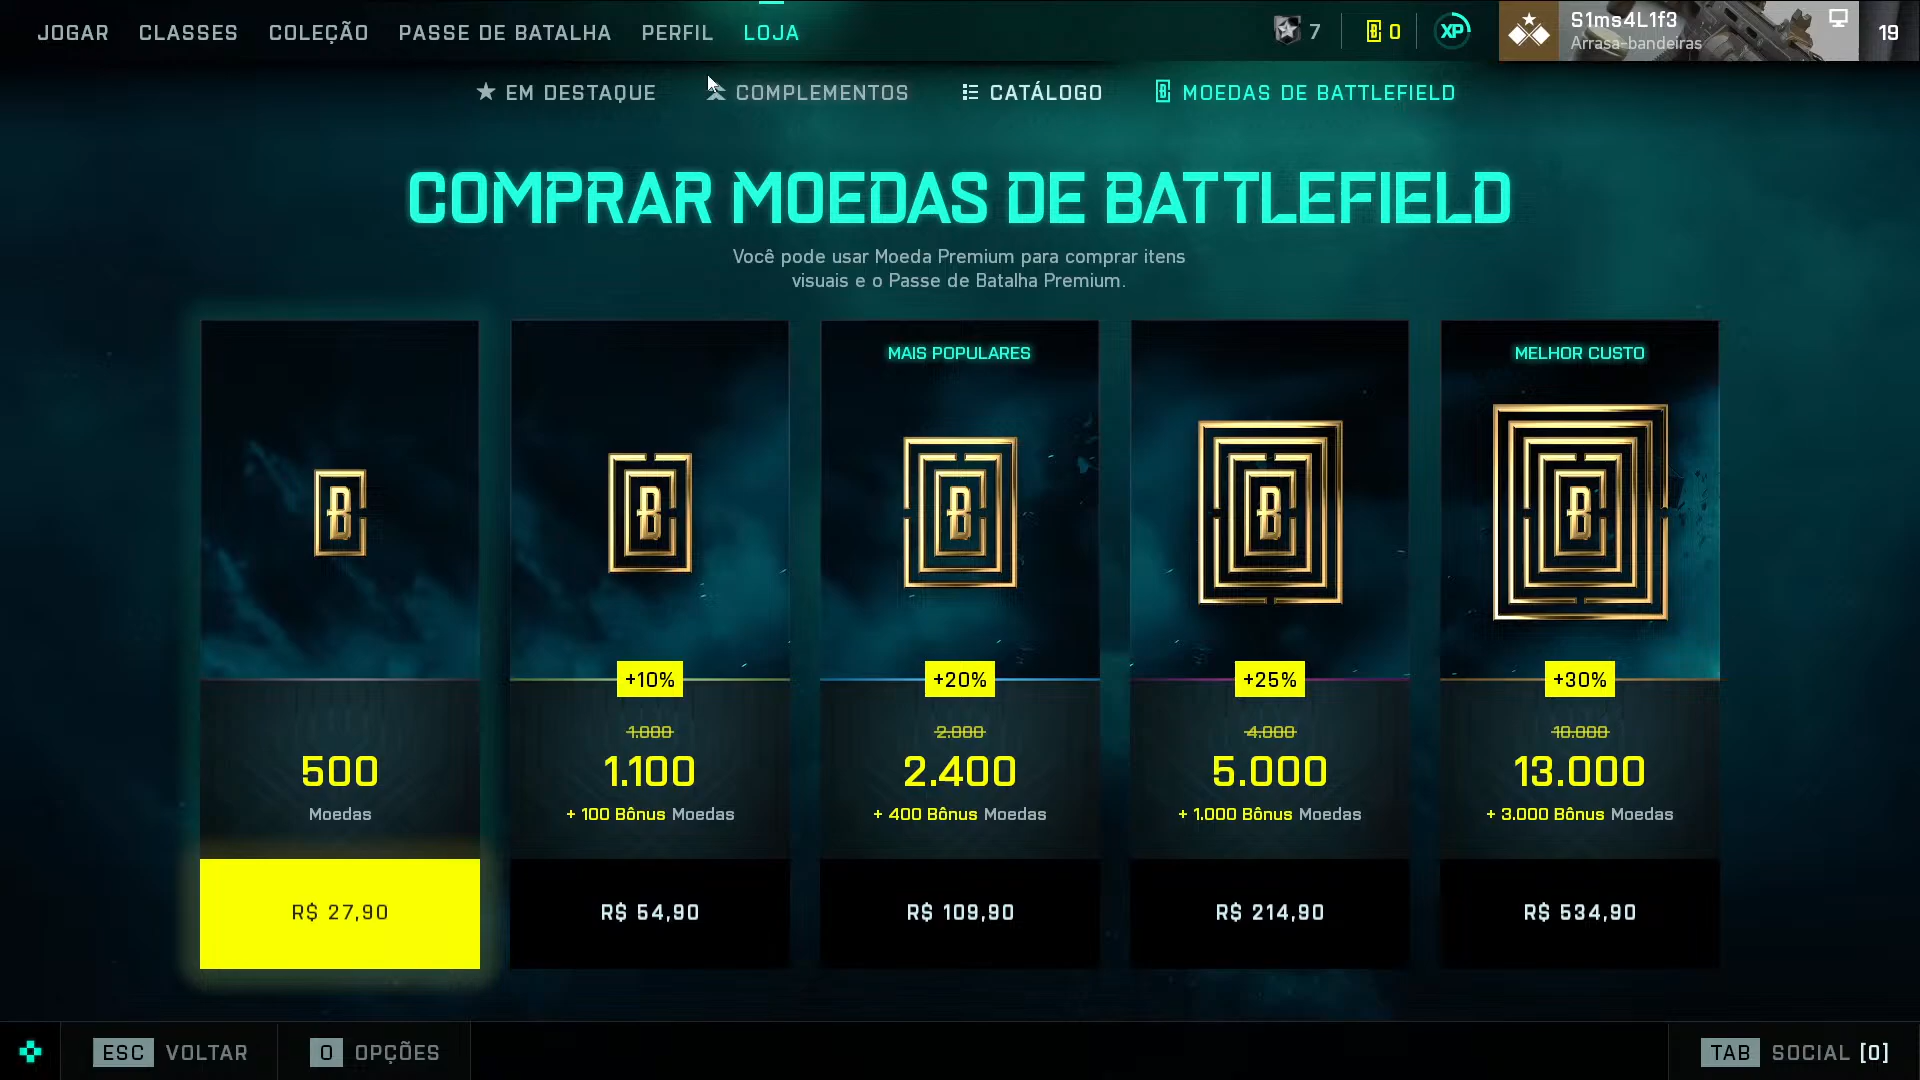 JOGAR CLASSES COLEÇÃO PASSE DE BATALHA PERFIL LOJA 7 0 XP S1ms4L1f3 19
Arrasa-bandeiras
EM DESTAQUE COMPLEMENTOS CATÁLOGO MOEDAS DE BATTLEFIELD
COMPRAR MOEDAS DE BATTLEFIELD
Você pode usar Moeda Premium para comprar itens
visuais e o Passe de Batalha Premium.
B
500
Moedas
R$ 27,90
B
+10%
1.000
1.100
+ 100 Bônus Moedas
R$ 54,90
MAIS POPULARES
B
+20%
2.000
2.400
+ 400 Bônus Moedas
R$ 109,90
B
+25%
4.000
5.000
+ 1.000 Bônus Moedas
R$ 214,90
MELHOR CUSTO
B
+30%
10.000
13.000
+ 3.000 Bônus Moedas
R$ 534,90
ESC VOLTAR O OPÇÕES TAB SOCIAL [0]